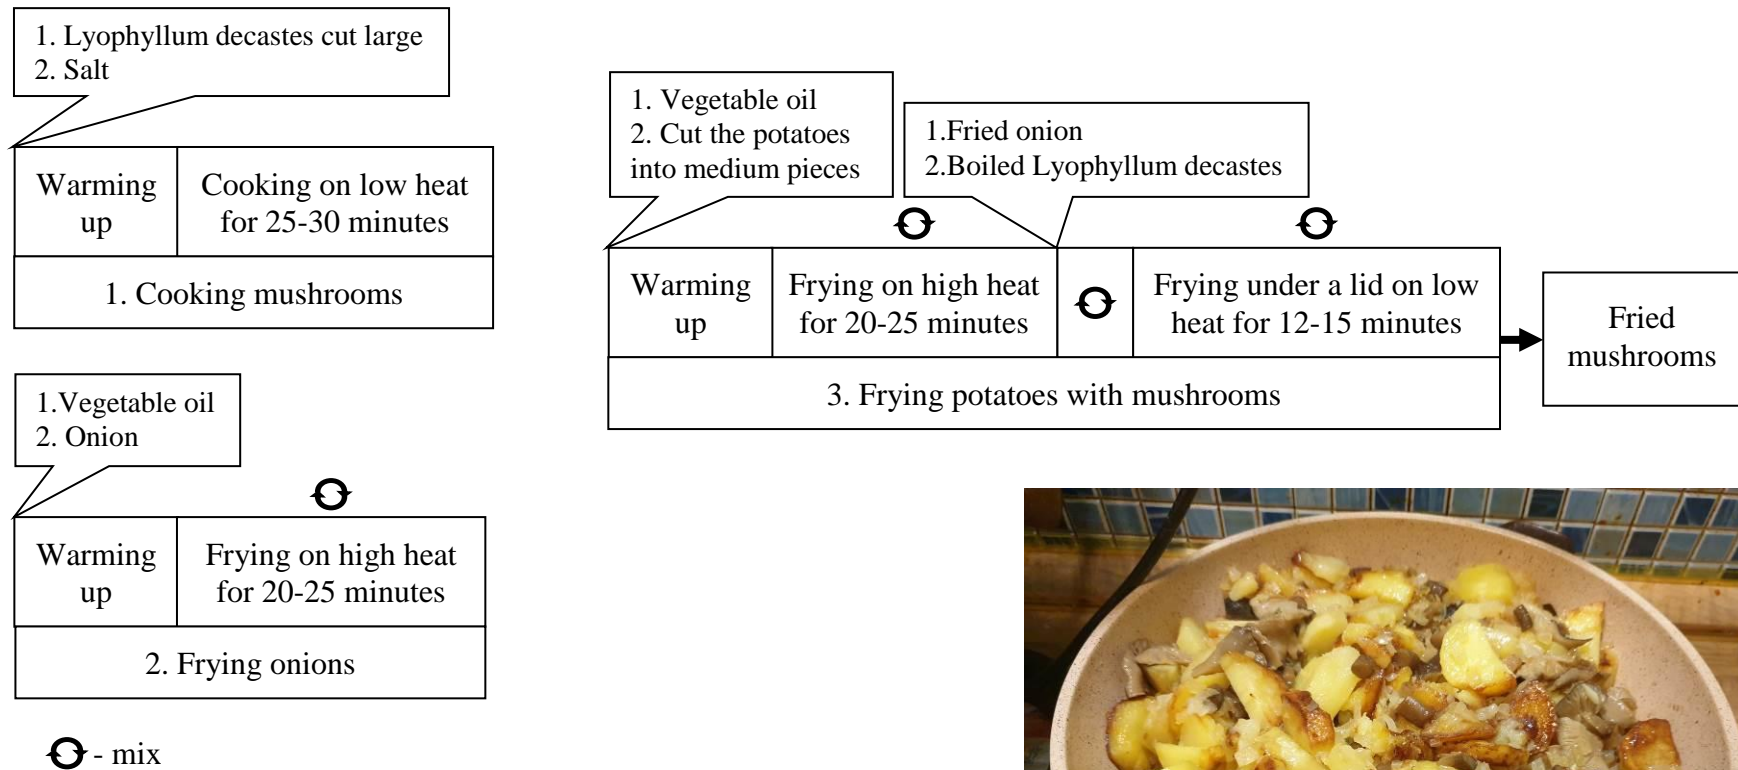 1. Lyophyllum decastes cut large
2. Salt
Warming
up
Cooking on low heat
for 25-30 minutes
1. Cooking mushrooms
1.Vegetable oil
2. Onion
Warming
up
Frying on high heat
for 20-25 minutes
2. Frying onions
- mix
1. Vegetable oil
2. Cut the potatoes
into medium pieces
1.Fried onion
2.Boiled Lyophyllum decastes
Warming
up
Frying on high heat
for 20-25 minutes
Frying under a lid on low
heat for 12-15 minutes
3. Frying potatoes with mushrooms
Fried
mushrooms